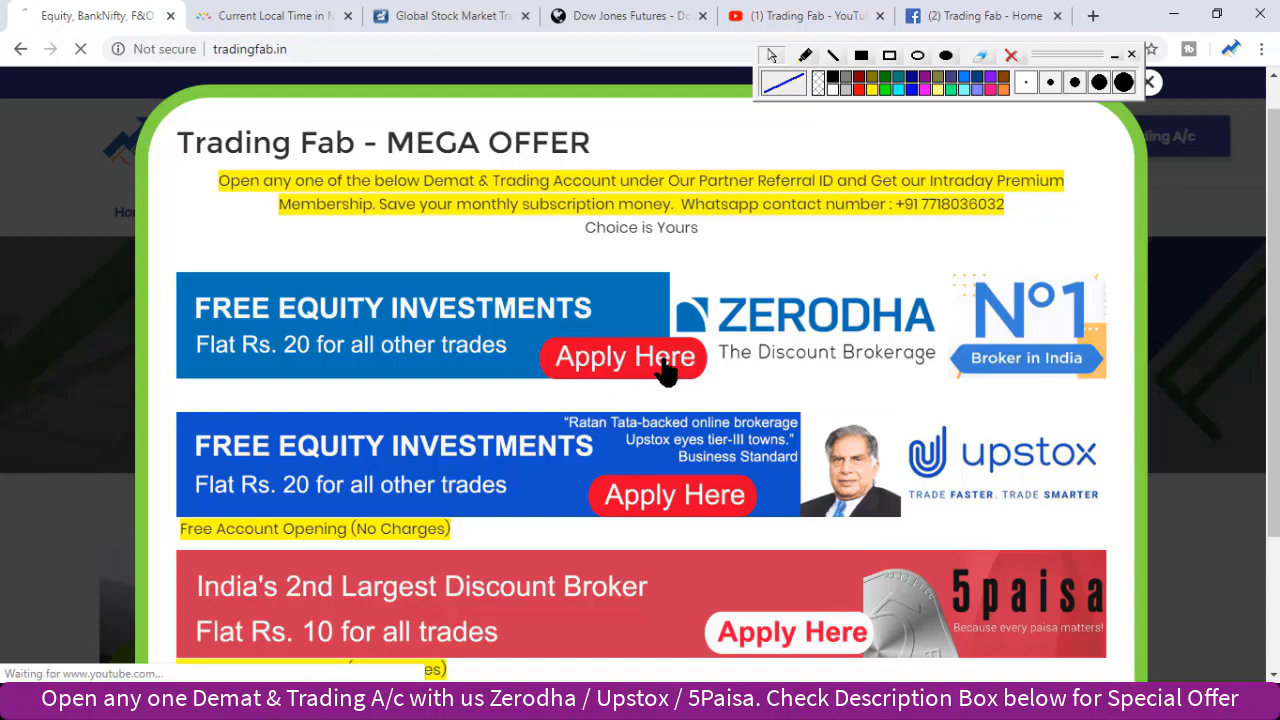 Equity, BankNifty, F&O
Current Local Time in N
Global Stock Market Tra
Dow Jones Futures - Do
(1) Trading Fab - YouTu
(2) Trading Fab - Home
Not secure
tradingfab.in
ding A/c
Ho
Trading Fab - MEGA OFFER
Open any one of the below Demat & Trading Account under Our Partner Referral ID and Get our Intraday Premium
Membership. Save your monthly subscription money. Whatsapp contact number : +91 7718036032
Choice is Yours
FREE EQUITY INVESTMENTS
Flat Rs. 20 for all other trades
Apply Here
ZERODHA
The Discount Brokerage
Nº1
Broker in India
“Ratan Tata-backed online brokerage
Upstox eyes tier-III towns.”
Business Standard
FREE EQUITY INVESTMENTS
Flat Rs. 20 for all other trades
Apply Here
upstox
TRADE FASTER. TRADE SMARTER
Free Account Opening (No Charges)
India's 2nd Largest Discount Broker
Flat Rs. 10 for all trades
Apply Here
5paisa
Because every paisa matters!
es)
Waiting for www.youtube.com...
Open any one Demat & Trading A/c with us Zerodha / Upstox / 5Paisa. Check Description Box below for Special Offer